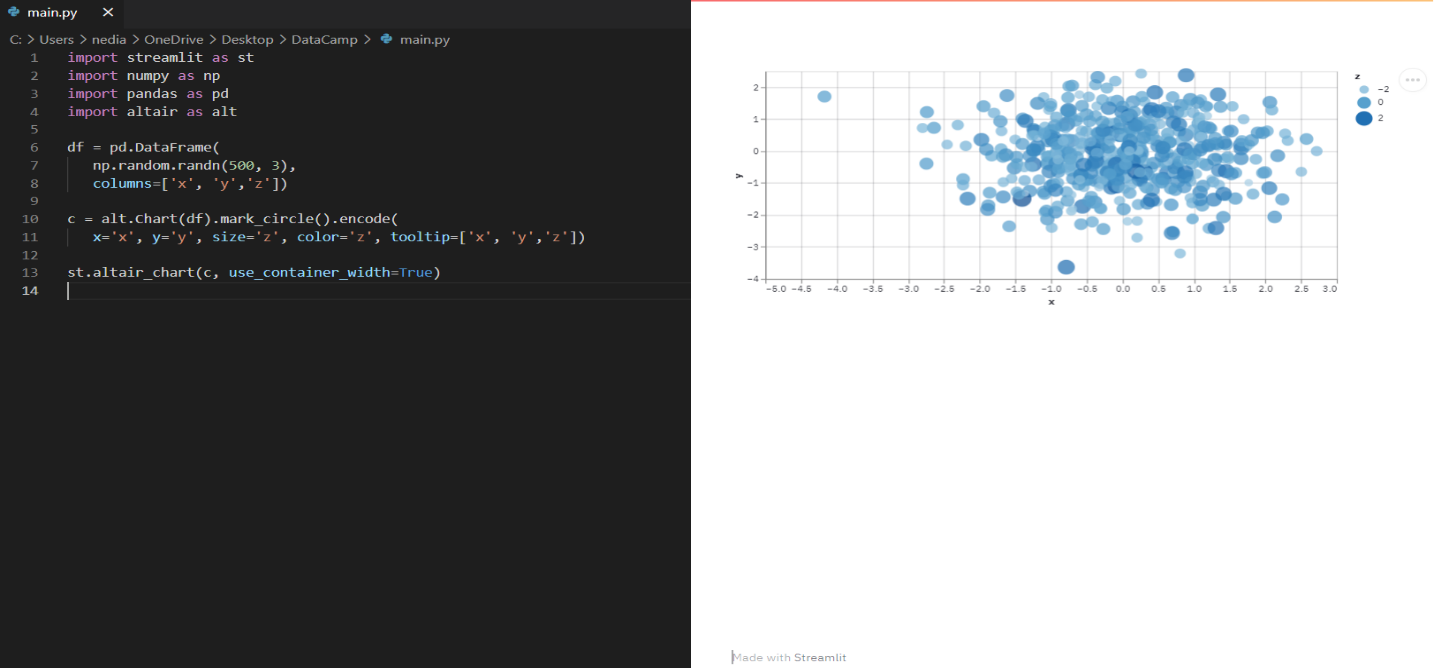 main.py ×
C: > Users > nedia > OneDrive > Desktop > DataCamp > main.py
1 import streamlit as st
2 import numpy as np
3 import pandas as pd
4 import altair as alt
5
6 df = pd.DataFrame(
7 np.random.randn(500, 3),
8 columns=['x', 'y','z'])
9
10 c = alt.Chart(df).mark_circle().encode(
11 x='x', y='y', size='z', color='z', tooltip=['x', 'y','z'])
12
13 st.altair_chart(c, use_container_width=True)
14
2
1
0
−1
−2
−3
−4
y
−5.0 −4.5 −4.0 −3.5 −3.0 −2.5 −2.0 −1.5 −1.0 −0.5 0.0 0.5 1.0 1.5 2.0 2.5 3.0
x
z
−2
0
2
Made with Streamlit